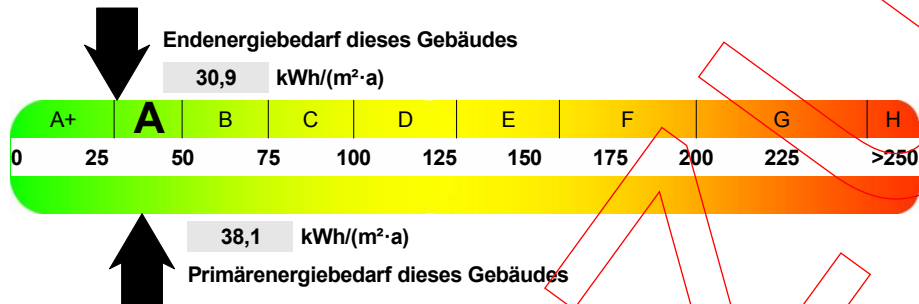 Endenergiebedarf dieses Gebäudes
30,9 kWh/(m²·a)
A+ A B C D E F G H
0 25 50 75 100 125 150 175 200 225 >250
38,1 kWh/(m²·a)
Primärenergiebedarf dieses Gebäudes